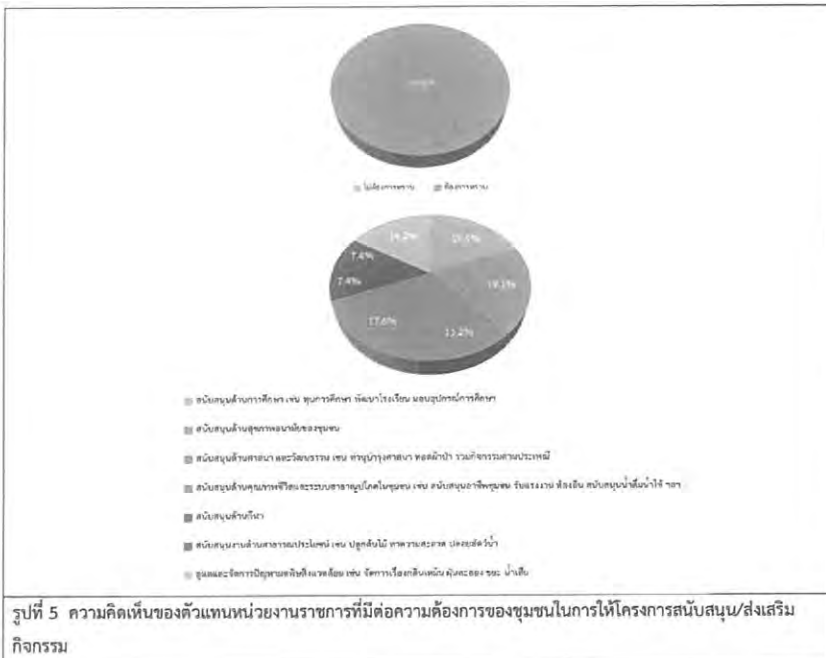 ไม่ต้องการทราบ ต้องการทราบ
7.4%
7.4%
17.6%
19.1%
13.2%
สนับสนุนด้านการศึกษา เช่น ทุนการศึกษา พัฒนาโรงเรียน มอบอุปกรณ์การศึกษา
สนับสนุนด้านสุขภาพอนามัยของชุมชน
สนับสนุนด้านศาสนา และวัฒนธรรม เช่น ทำนุบำรุงศาสนา ทอดผ้าป่า ร่วมกิจกรรมตามประเพณี
สนับสนุนด้านคุณภาพชีวิตและระบบสาธารณูปโภคในชุมชน เช่น สนับสนุนอาชีพชุมชน รับแรงงาน ท้องถิ่น สนับสนุนน้ำดื่มน้ำใช้ ฯลฯ
สนับสนุนด้านกีฬา
สนับสนุนงานด้านสาธารณประโยชน์ เช่น ปลูกต้นไม้ ทำความสะอาด ปล่อยสัตว์น้ำ
ดูแลและจัดการปัญหามลพิษสิ่งแวดล้อม เช่น จัดการเรื่องกลิ่นเหม็น ฝุ่นละออง ขยะ น้ำเสีย
รูปที่ 5 ความคิดเห็นของตัวแทนหน่วยงานราชการที่มีต่อความต้องการของชุมชนในการให้โครงการสนับสนุน/ส่งเสริม
กิจกรรม